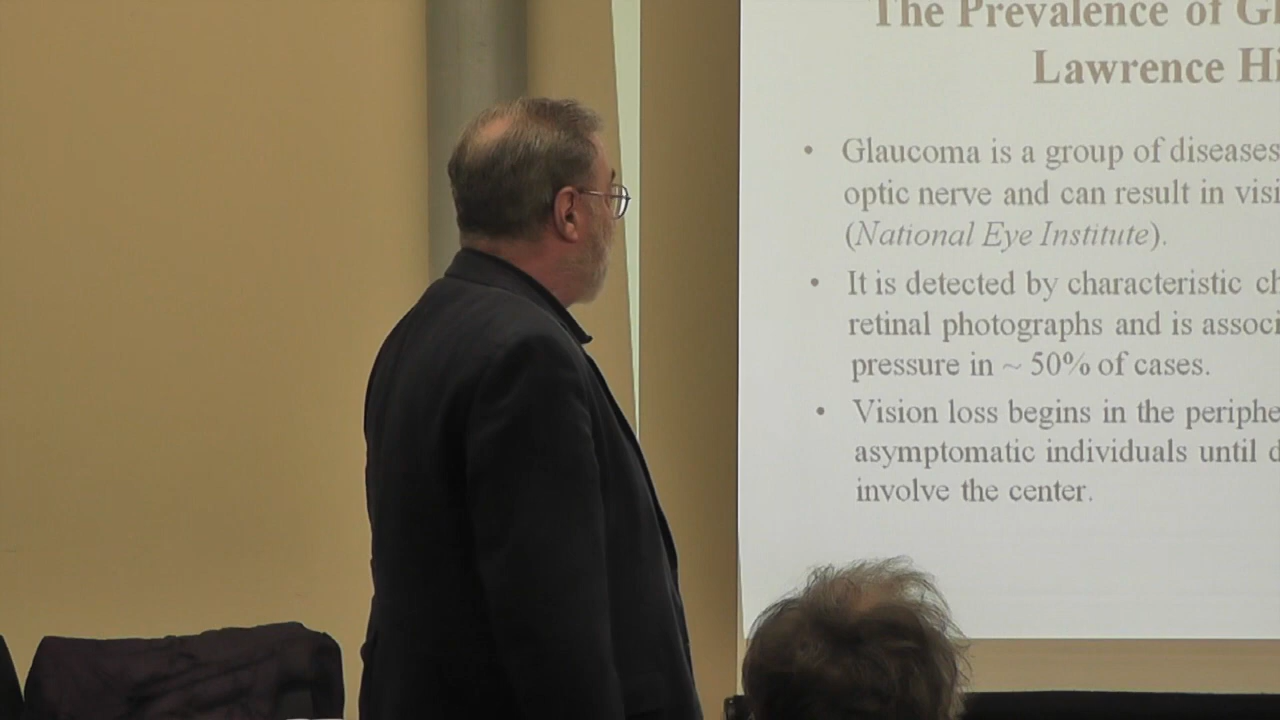 The Prevalence of
Lawrence
• Glaucoma is a group of diseases
optic nerve and can result in
(National Eye Institute).
• It is detected by characteristic
retinal photographs and is
pressure in ~ 50% of cases.
• Vision loss begins in the
asymptomatic individuals until
involve the center.